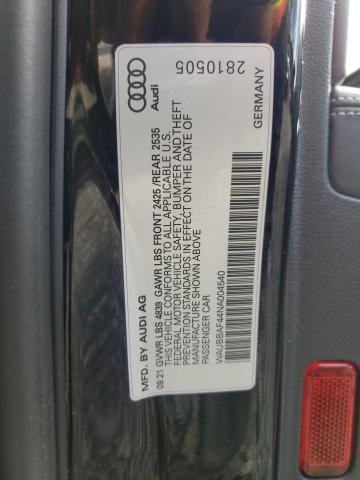 Audi
2810505
GERMANY
MFD. BY AUDI AG
09 21 GVWR LBS 4839 GAWR LBS FRONT 2425 /REAR 2535
THIS VEHICLE CONFORMS TO ALL APPLICABLE U.S.
FEDERAL MOTOR VEHICLE SAFETY, BUMPER AND THEFT
PREVENTION STANDARDS IN EFFECT ON THE DATE OF
MANUFACTURE SHOWN ABOVE
PASSENGER CAR
WAUBBAF44NA004540